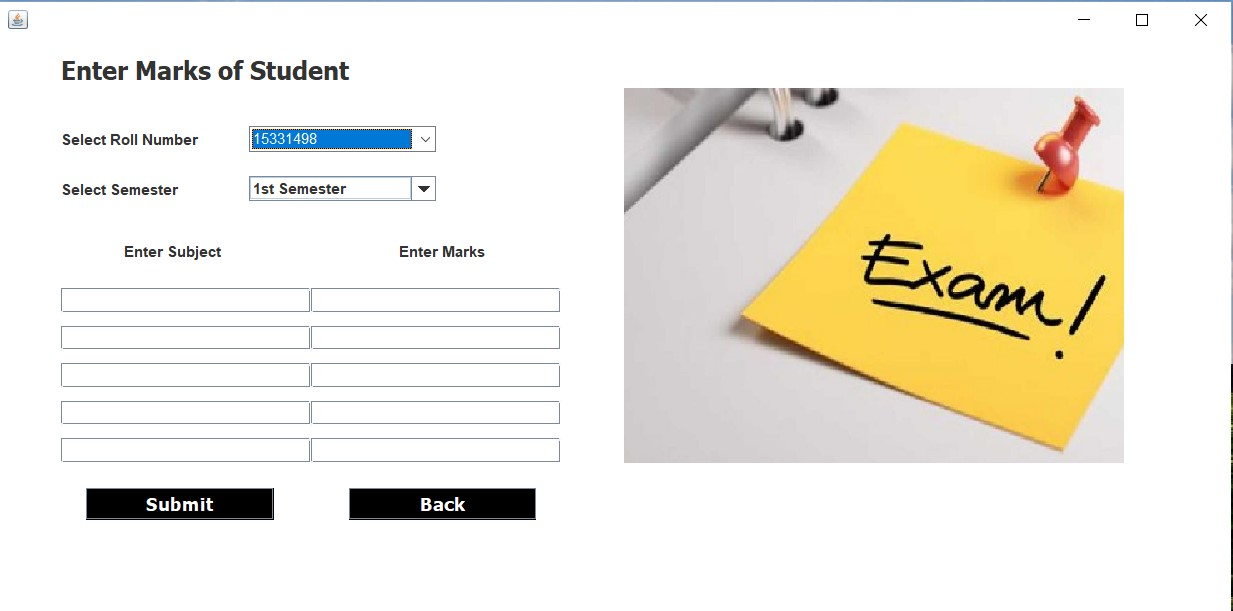 Enter Marks of Student
Select Roll Number 15331498
Select Semester 1st Semester
Enter Subject Enter Marks
Exam!
Submit Back